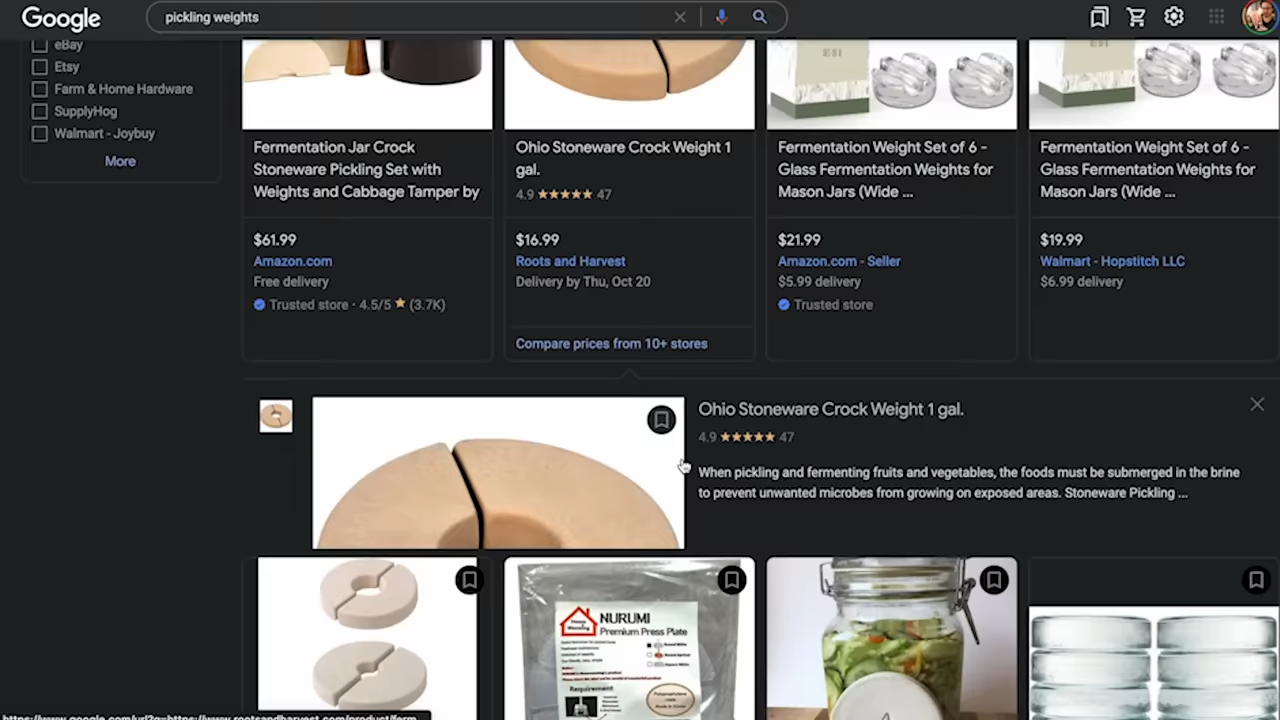 Google
pickling weights
eBay
Etsy
Farm & Home Hardware
SupplyHog
Walmart - Joybuy
More
Fermentation Jar Crock
Stoneware Pickling Set with
Weights and Cabbage Tamper by
$61.99
Amazon.com
Free delivery
Trusted store · 4.5/5 ★ (3.7K)
Ohio Stoneware Crock Weight 1
gal.
4.9 ★★★★★ 47
$16.99
Roots and Harvest
Delivery by Thu, Oct 20
Compare prices from 10+ stores
Fermentation Weight Set of 6 -
Glass Fermentation Weights for
Mason Jars (Wide ...
$21.99
Amazon.com - Seller
$5.99 delivery
Trusted store
Fermentation Weight Set of 6 -
Glass Fermentation Weights for
Mason Jars (Wide ...
$19.99
Walmart - Hopstitch LLC
$6.99 delivery
Ohio Stoneware Crock Weight 1 gal.
4.9 ★★★★★ 47
When pickling and fermenting fruits and vegetables, the foods must be submerged in the brine
to prevent unwanted microbes from growing on exposed areas. Stoneware Pickling ...
NURUMI
Premium Press Plate
Requirement